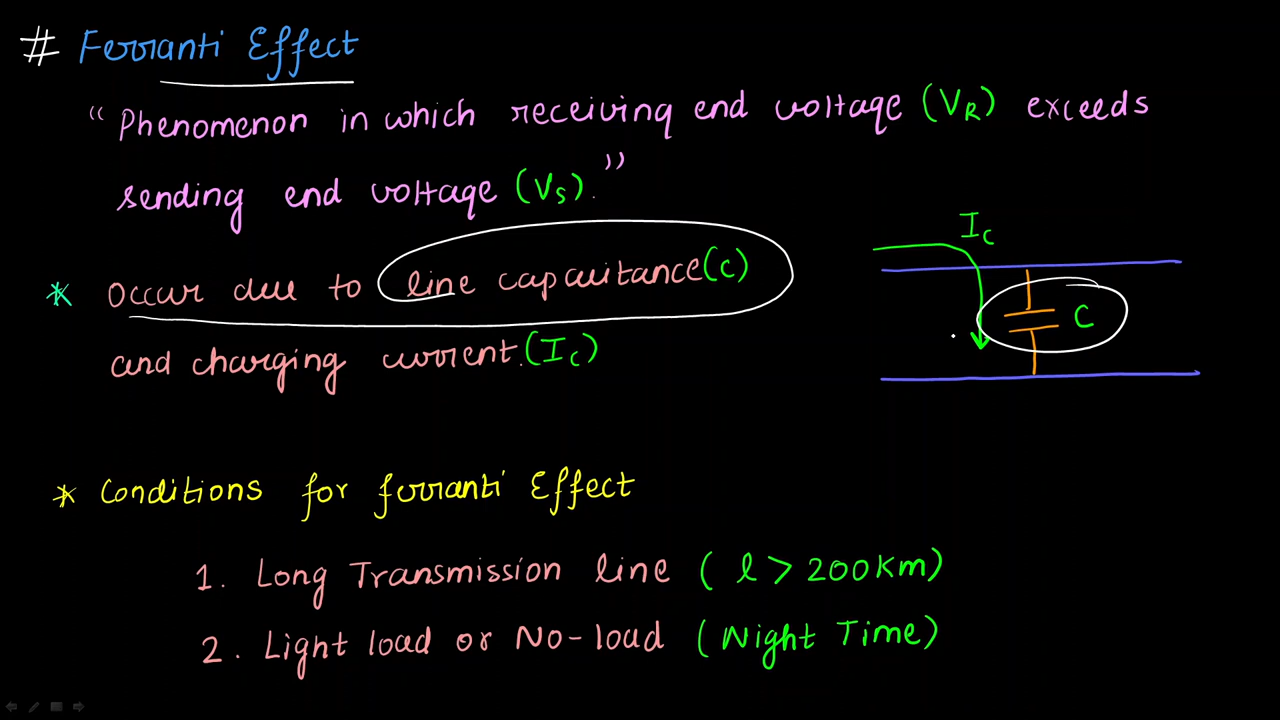 # Ferranti Effect
"Phenomenon in which receiving end voltage (VR) exceeds
sending end voltage (VS)."
* Occur due to line capacitance (C)
and charging current. (IC)
IC
C
* Conditions for ferranti Effect
1. Long Transmission line (l > 200Km)
2. Light load or No-load (Night Time)